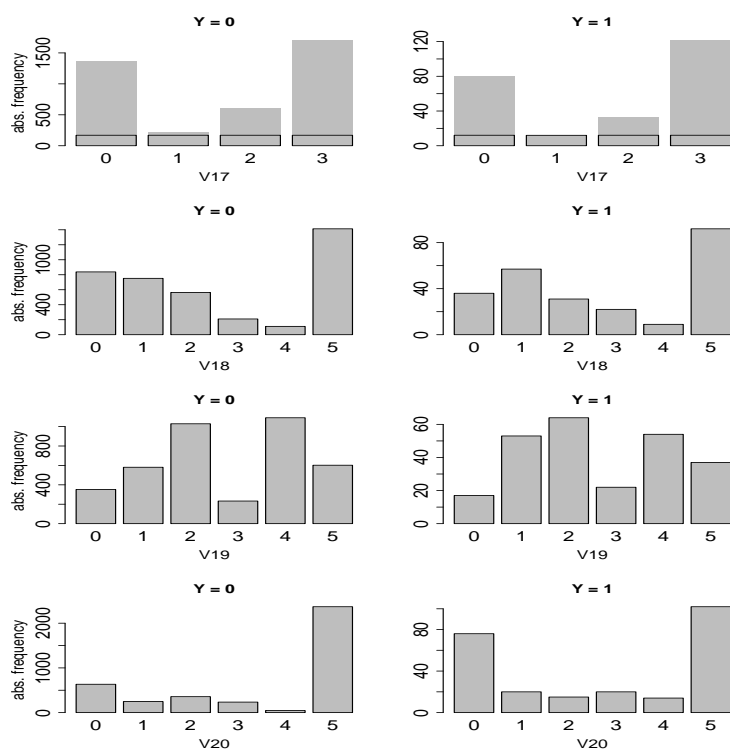 Y = 0
abs. frequency
0 5000 1500
0 1 2 3
V17
Y = 1
0 40 80 120
0 1 2 3
V17
Y = 0
abs. frequency
0 400 1000
0 1 2 3 4 5
V18
Y = 1
0 40 80
0 1 2 3 4 5
V18
Y = 0
abs. frequency
0 400 800
0 1 2 3 4 5
V19
Y = 1
0 20 40 60
0 1 2 3 4 5
V19
Y = 0
abs. frequency
0 1000 2000
0 1 2 3 4 5
V20
Y = 1
0 40 80
0 1 2 3 4 5
V20